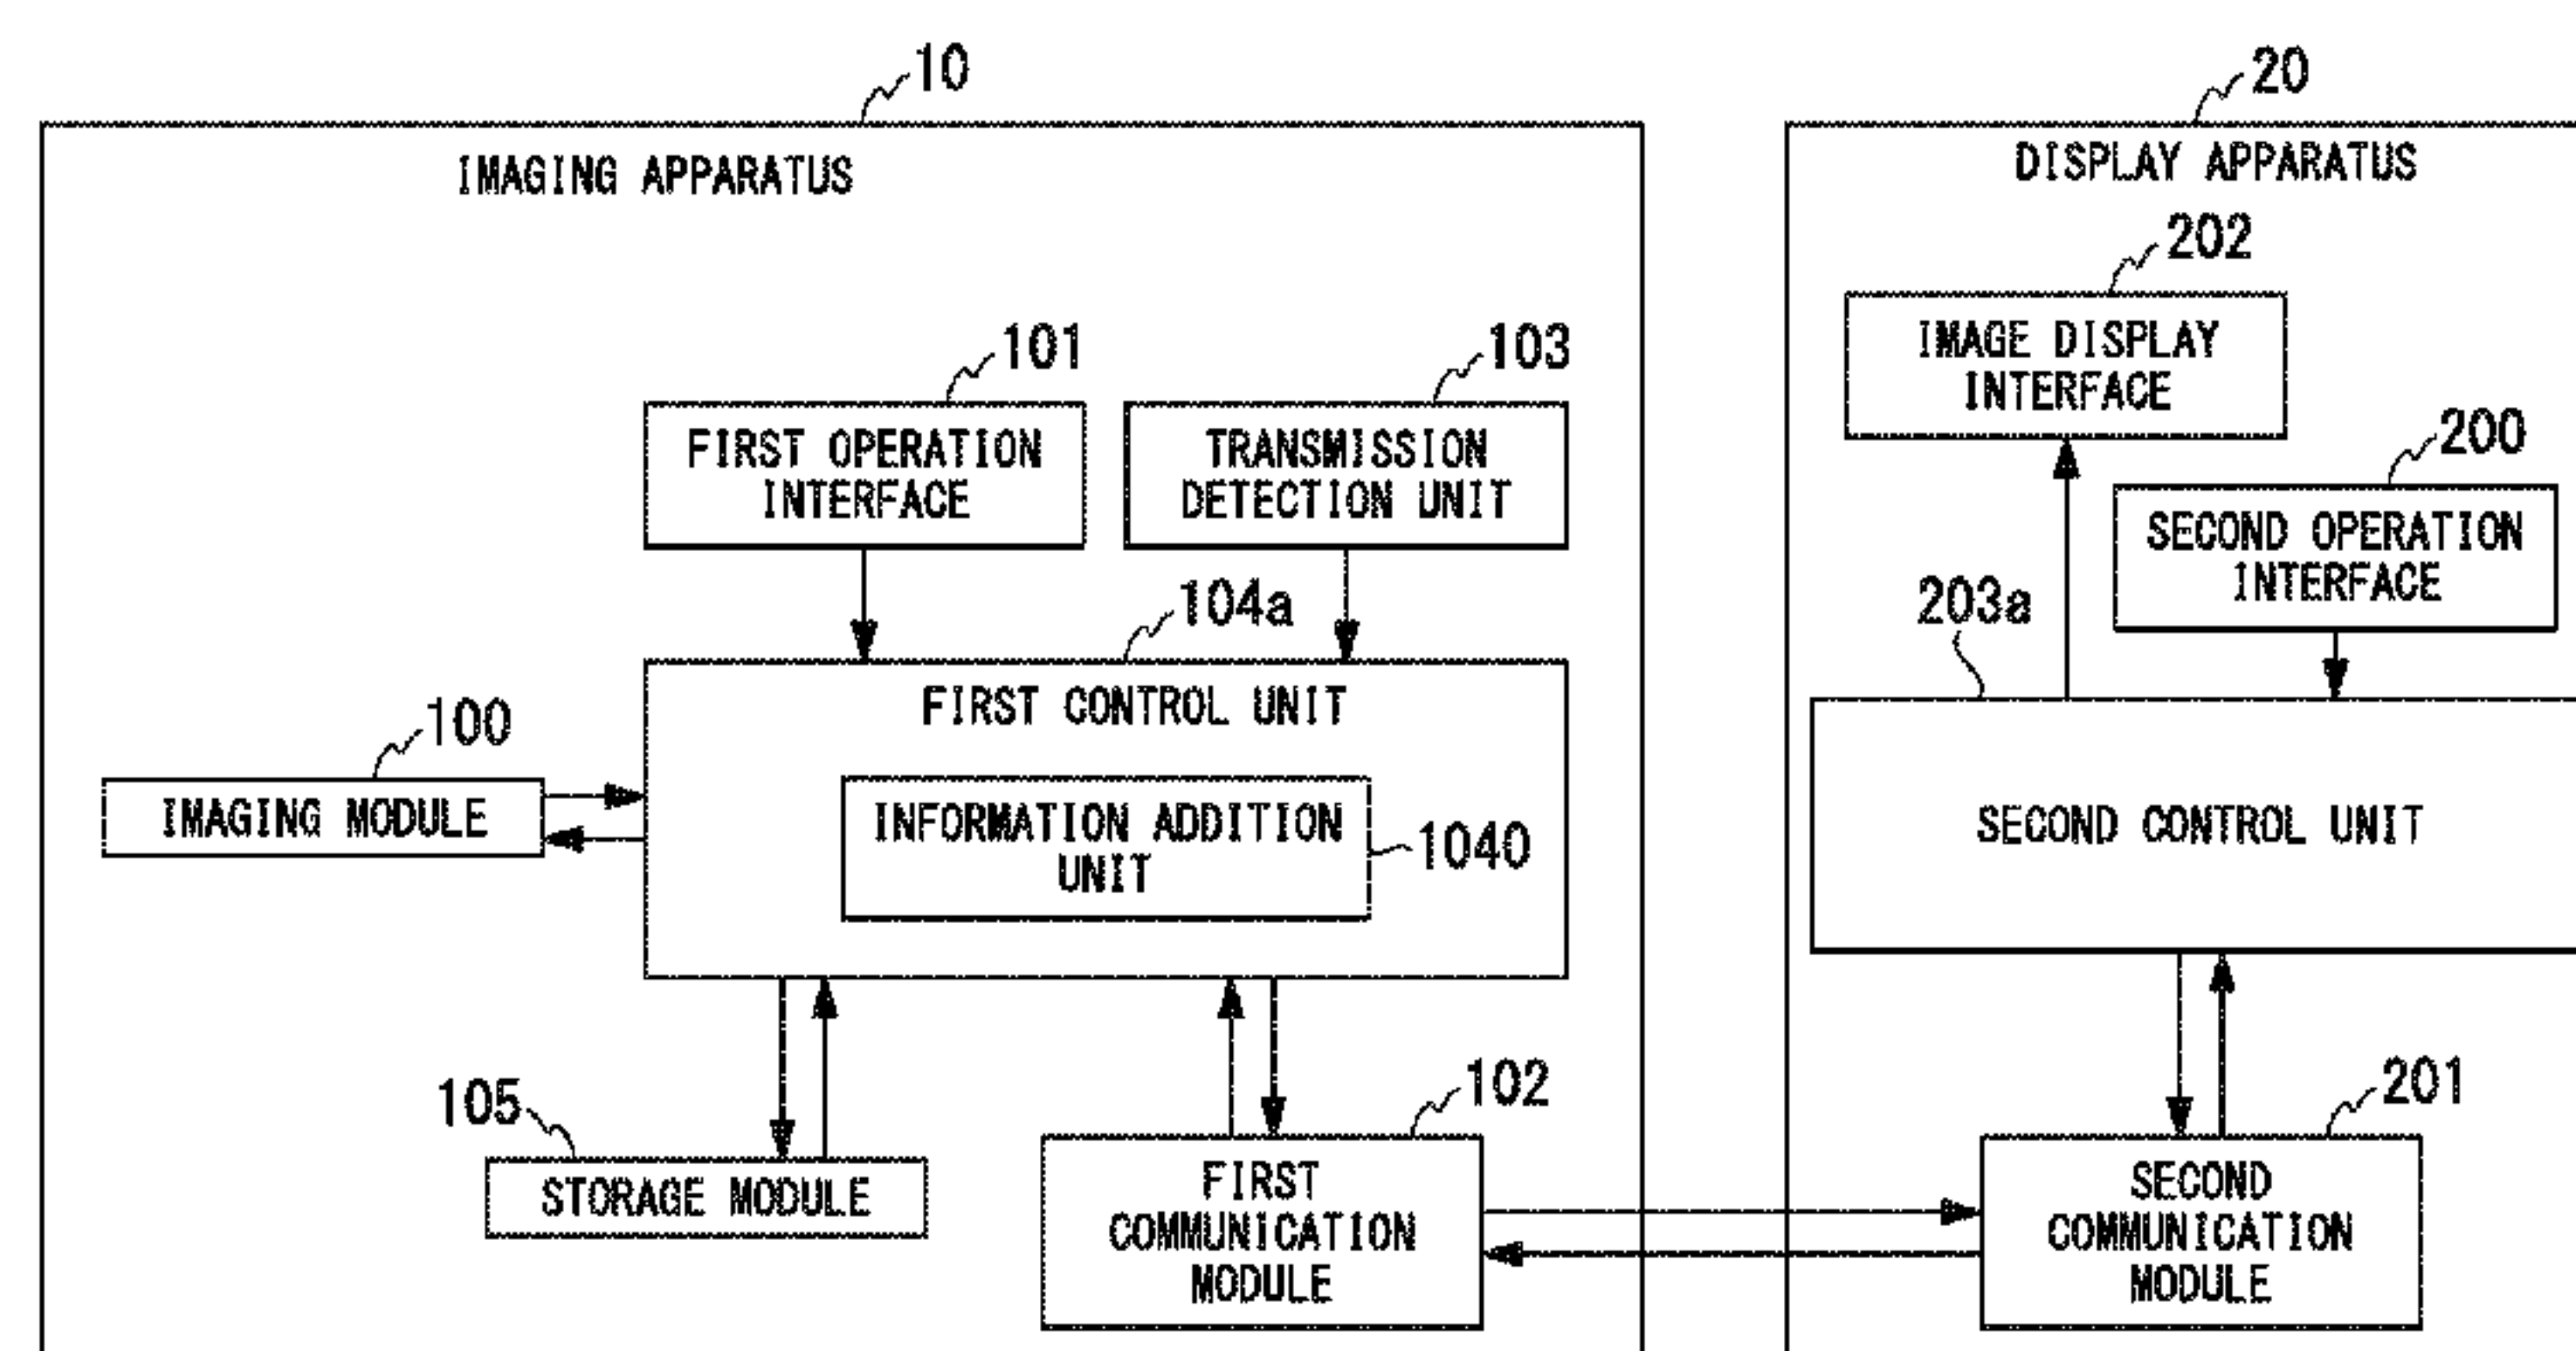 10
IMAGING APPARATUS
101
FIRST OPERATION
INTERFACE
103
TRANSMISSION
DETECTION UNIT
104a
FIRST CONTROL UNIT
INFORMATION ADDITION
UNIT
1040
100
IMAGING MODULE
105
STORAGE MODULE
102
FIRST
COMMUNICATION
MODULE
20
DISPLAY APPARATUS
202
IMAGE DISPLAY
INTERFACE
200
SECOND OPERATION
INTERFACE
203a
SECOND CONTROL UNIT
201
SECOND
COMMUNICATION
MODULE